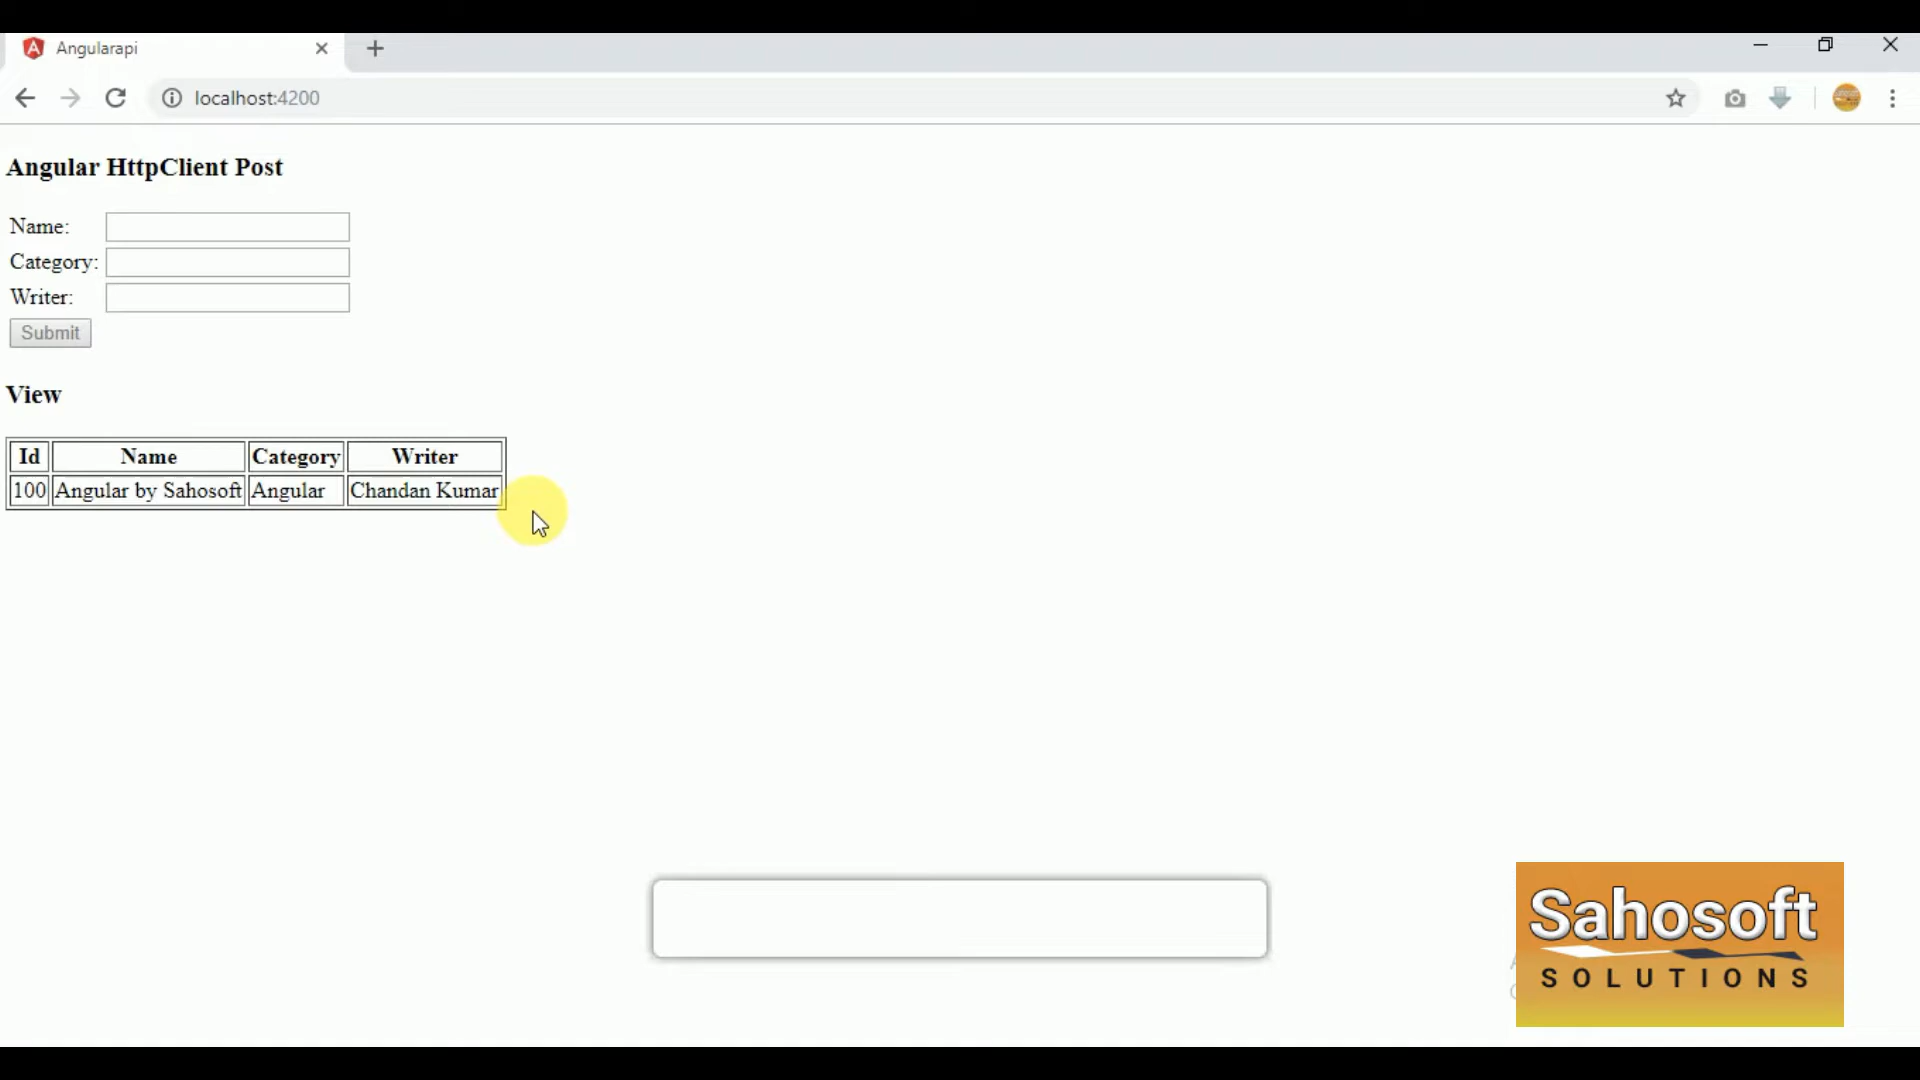 Angularapi
localhost:4200
Angular HttpClient Post
Name:
Category:
Writer:
Submit
View
Id Name Category Writer
100 Angular by Sahosoft Angular Chandan Kumar
Sahosoft
SOLUTIONS